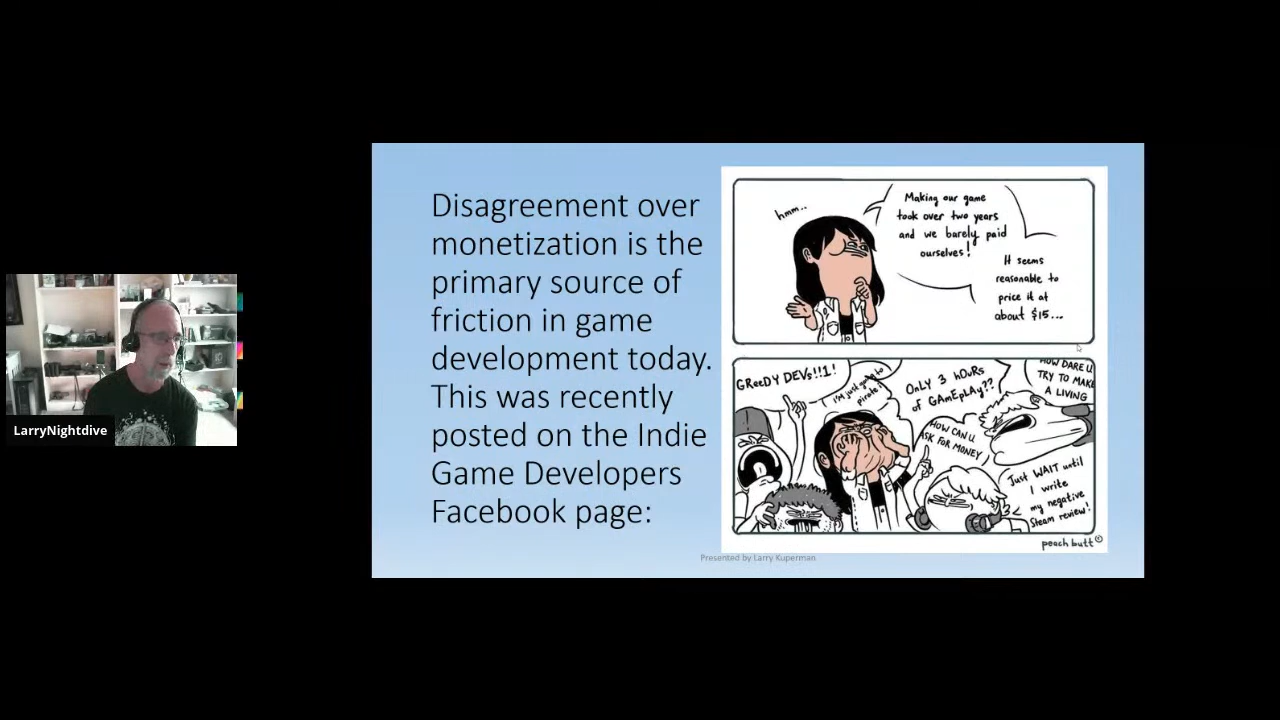 Disagreement over
monetization is the
primary source of
friction in game
development today.
This was recently
posted on the Indie
Game Developers
Facebook page:
hmm..
Making our game
took over two years
and we barely paid
ourselves!
It seems
reasonable to
price it at
about $15...
GReeDY DEVs!!1!
I'm just going to
pirate!
OnLY 3 hOuRs
of GAmEpLAy??
HOW DARE U
TRY TO MAKE
A LIVING
HOW CAN U
ASK FOR MONEY
Just WAIT until
I write
my negative
Steam review!
peach butt
Presented by Larry Kuperman
LarryNightdive